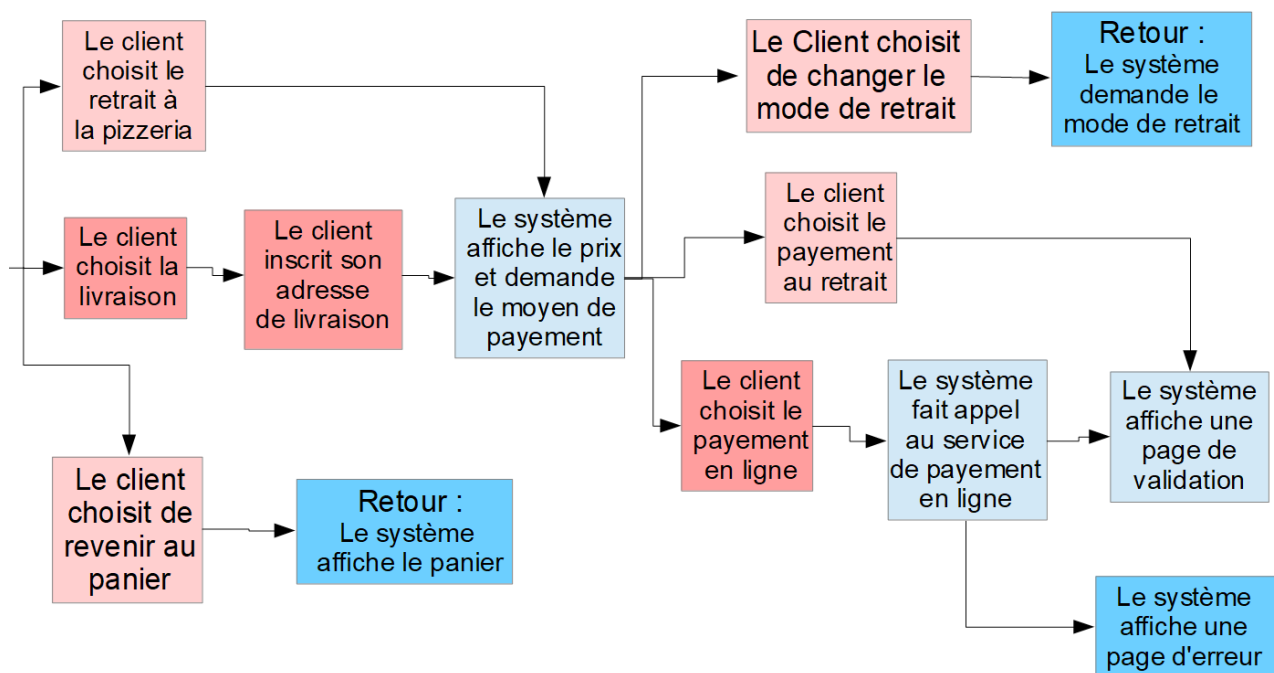 Le client
choisit le
retrait à
la pizzeria
Le Client choisit
de changer le
mode de retrait
Retour :
Le système
demande le
mode de retrait
Le client
choisit la
livraison
Le client
inscrit son
adresse
de livraison
Le système
affiche le prix
et demande
le moyen de
payement
Le client
choisit le
payement
au retrait
Le client
choisit le
payement
en ligne
Le système
fait appel
au service
de payement
en ligne
Le système
affiche une
page de
validation
Le client
choisit de
revenir au
panier
Retour :
Le système
affiche le panier
Le système
affiche une
page d'erreur